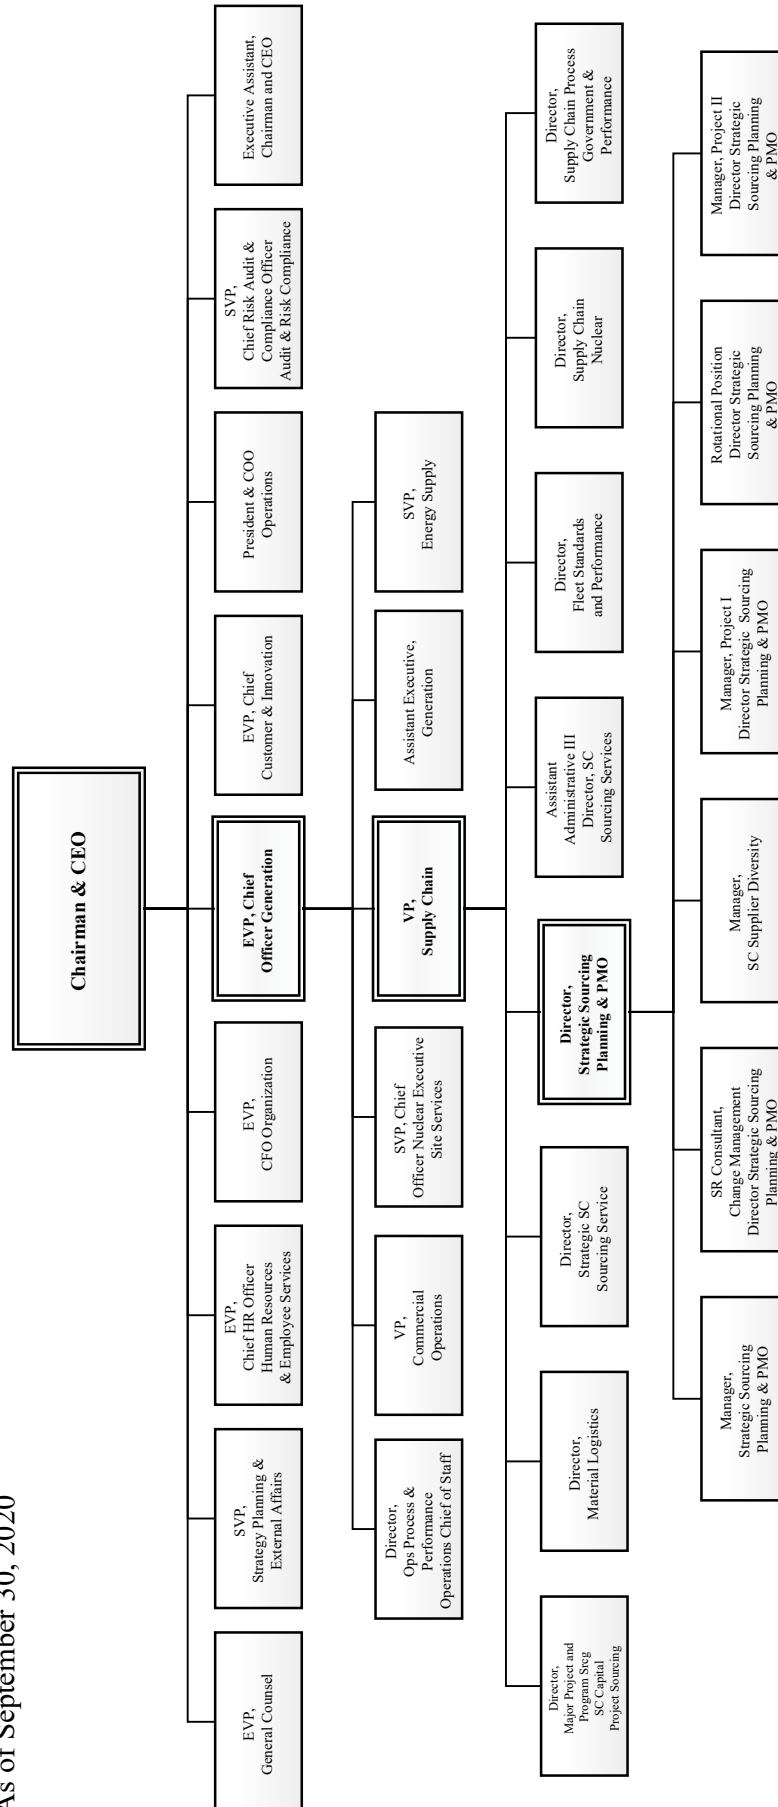 As of September 30, 2020
Chairman & CEO
EVP,
General Counsel
SVP,
Strategy Planning &
External Affairs
EVP,
Chief HR Officer
Human Resources
& Employee Services
EVP,
CFO Organization
EVP, Chief
Officer Generation
EVP, Chief
Customer & Innovation
President & COO
Operations
SVP,
Chief Risk Audit &
Compliance Officer
Audit & Risk Compliance
Executive Assistant,
Chairman and CEO
Director,
Ops Process &
Performance
Operations Chief of Staff
VP,
Commercial
Operations
SVP, Chief
Officer Nuclear Executive
Site Services
VP,
Supply Chain
Assistant Executive,
Generation
SVP,
Energy Supply
Director,
Major Project and
Program Srcg
SC Capital
Project Sourcing
Director,
Material Logistics
Director,
Strategic SC
Sourcing Service
Director,
Strategic Sourcing
Planning & PMO
Assistant
Administrative III
Director, SC
Sourcing Services
Director,
Fleet Standards
and Performance
Director,
Supply Chain
Nuclear
Director,
Supply Chain Process
Government &
Performance
Manager,
Strategic Sourcing
Planning & PMO
SR Consultant,
Change Management
Director Strategic Sourcing
Planning & PMO
Manager,
SC Supplier Diversity
Manager, Project I
Director Strategic Sourcing
Planning & PMO
Rotational Position
Director Strategic
Sourcing Planning
& PMO
Manager, Project II
Director Strategic
Sourcing Planning
& PMO